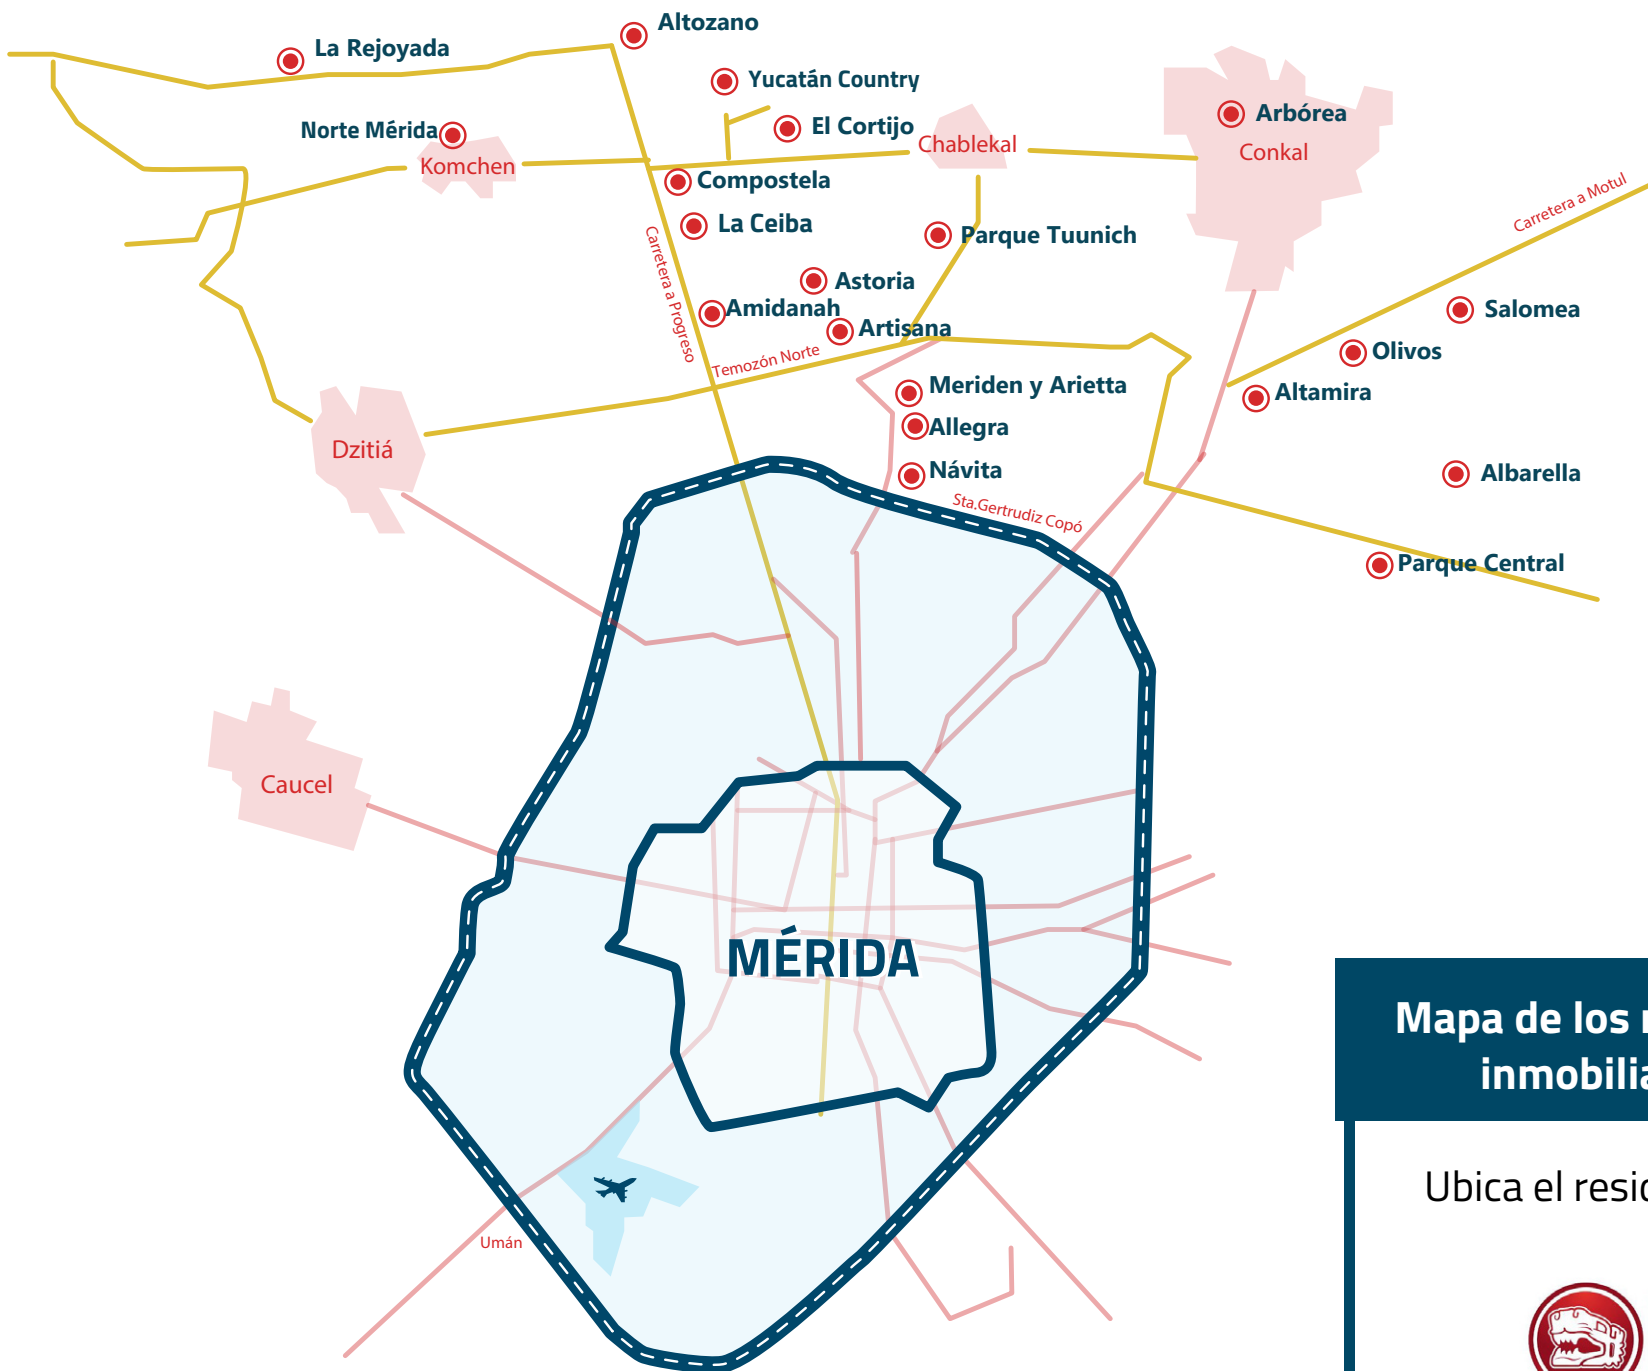 Altozano
La Rejoyada
Yucatán Country
Arbórea
El Cortijo
Norte Mérida
Chablekal
Conkal
Komchen
Compostela
Carretera a Motul
La Ceiba
Parque Tuunich
Carretera a Progreso
Astoria
Amidanah
Salomea
Artisana
Olivos
Temozón Norte
Meriden y Arietta
Altamira
Allegra
Dzitiá
Návita
Albarella
Sta.Gertrudiz Copó
Parque Central
Caucel
MÉRIDA
Mapa de los
inmobilia
Ubica el resid
Umán